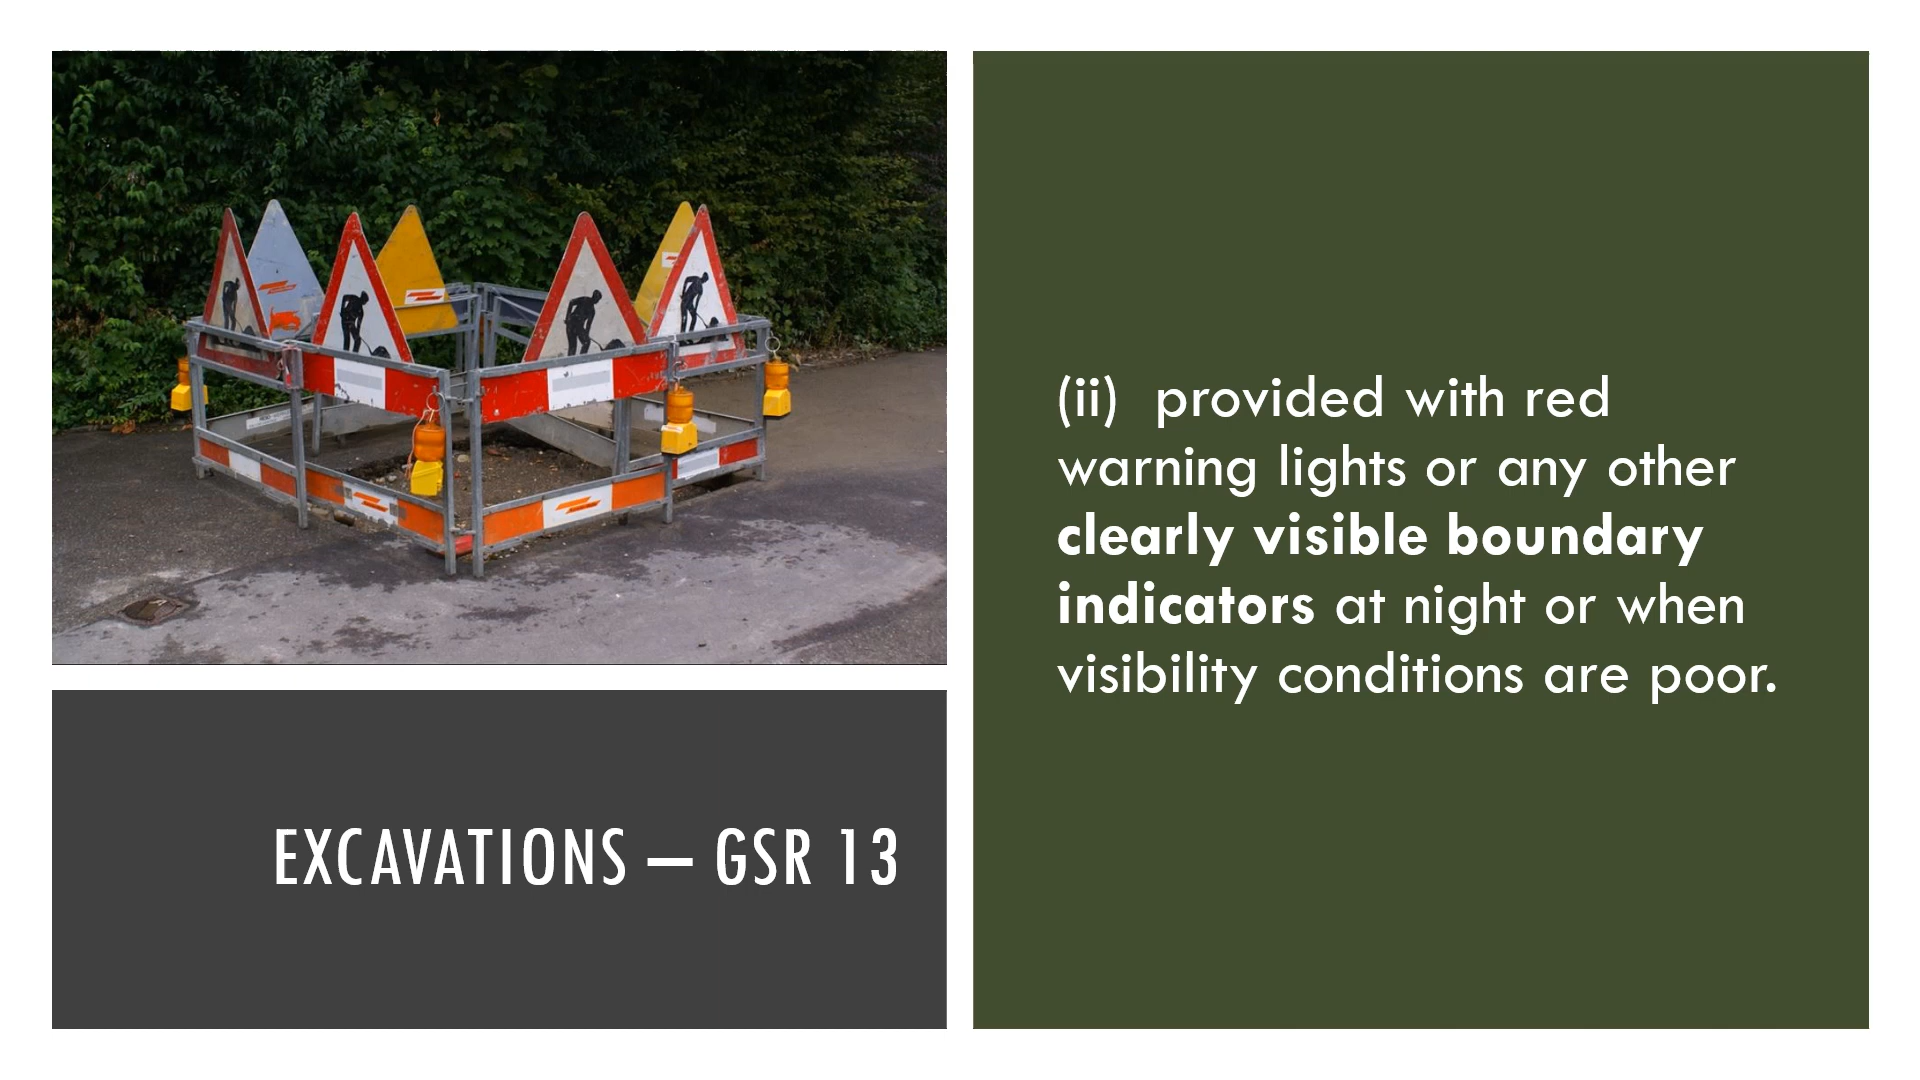 EXCAVATIONS – GSR 13
(ii) provided with red
warning lights or any other
clearly visible boundary
indicators at night or when
visibility conditions are poor.